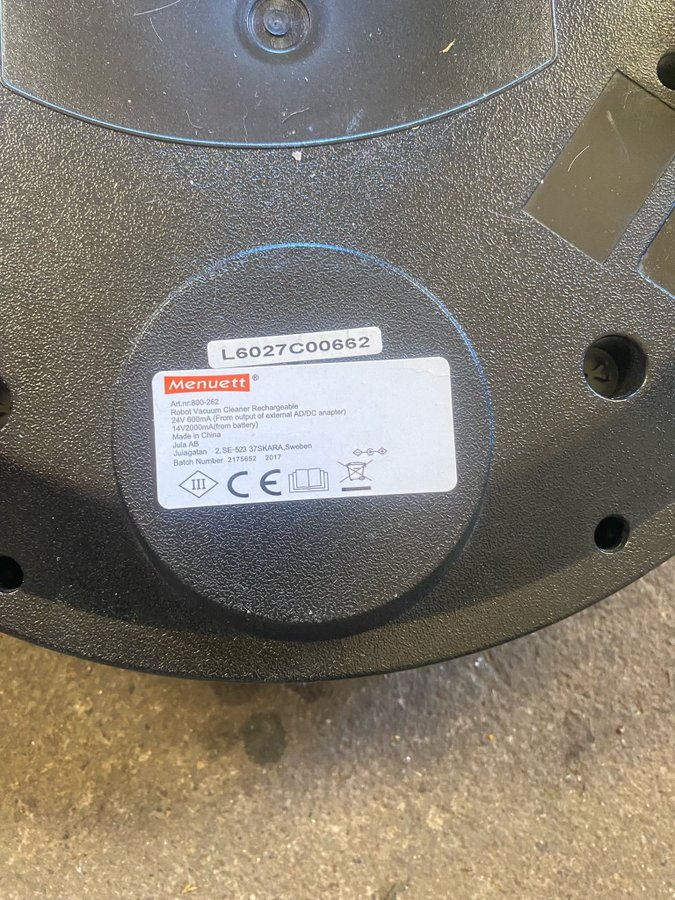 L6027C00662
Menuett ®
Art.nr:800-262
Robot Vacuum Cleaner Rechargeable
24V 600mA (From output of external AD/DC anapter)
14V2000mA(from battery)
Made in China
Jula AB
Juiagatan 2, SE-523 37SKARA,Sweben
Batch Number 2175652 2017
III CE